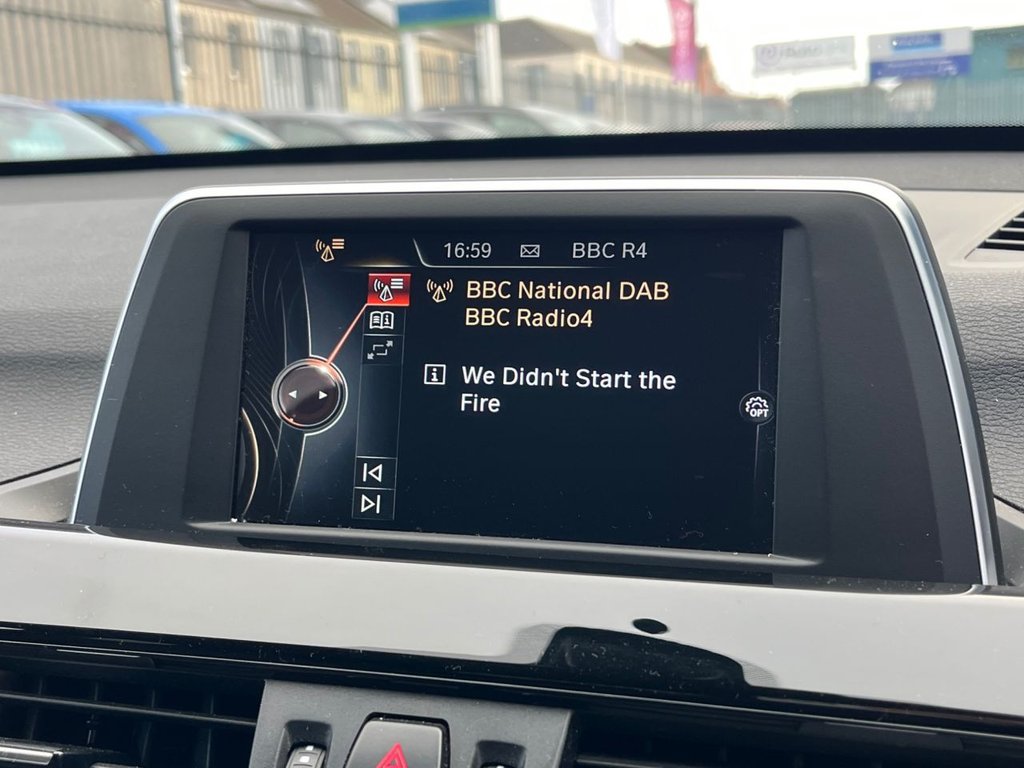 16:59 BBC R4
BBC National DAB
BBC Radio4
We Didn't Start the
Fire
OPT